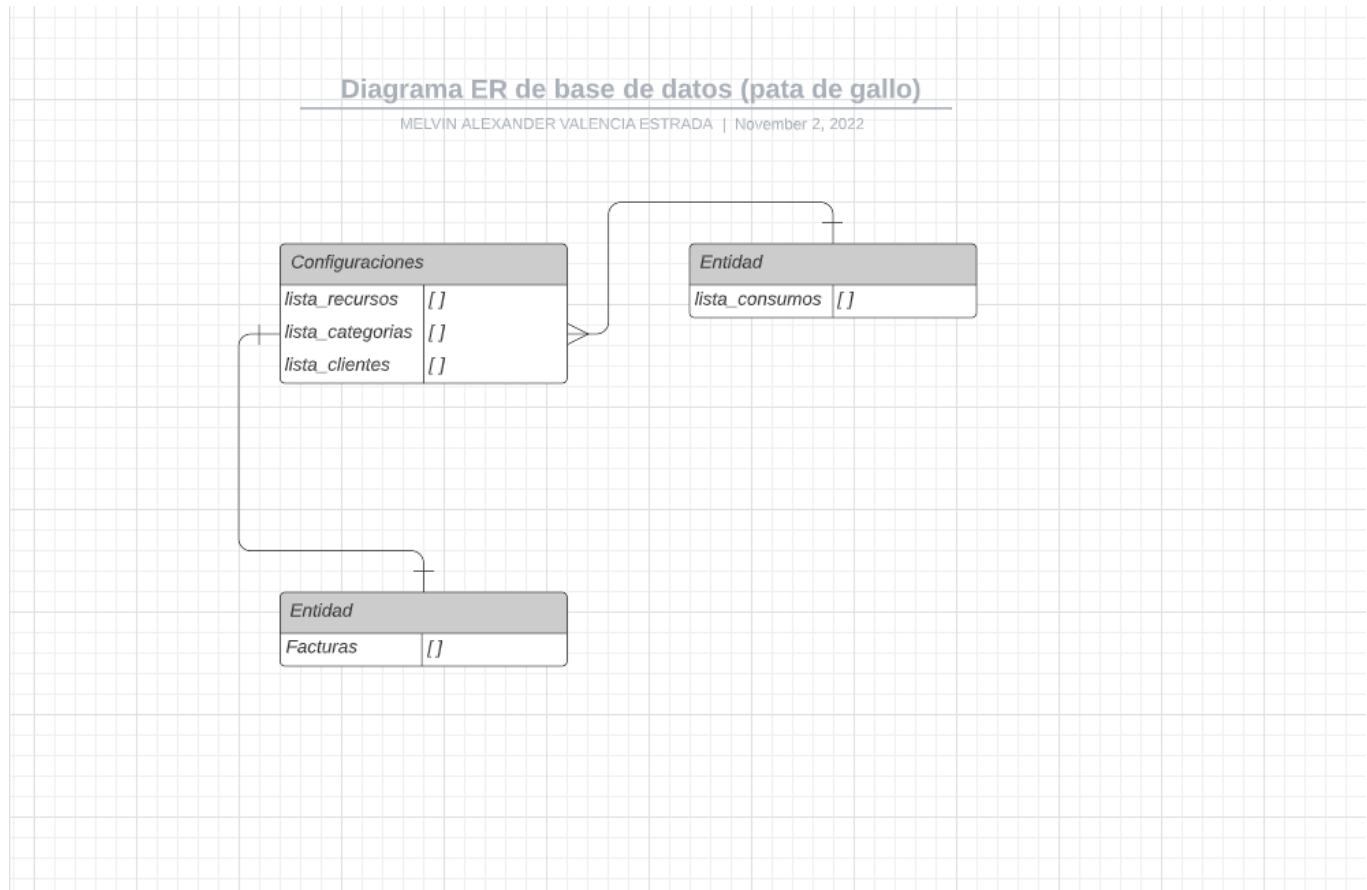 Diagrama ER de base de datos (pata de gallo)
MELVIN ALEXANDER VALENCIA ESTRADA | November 2, 2022
Configuraciones
lista_recursos [ ]
lista_categorias [ ]
lista_clientes [ ]
Entidad
lista_consumos [ ]
Entidad
Facturas [ ]